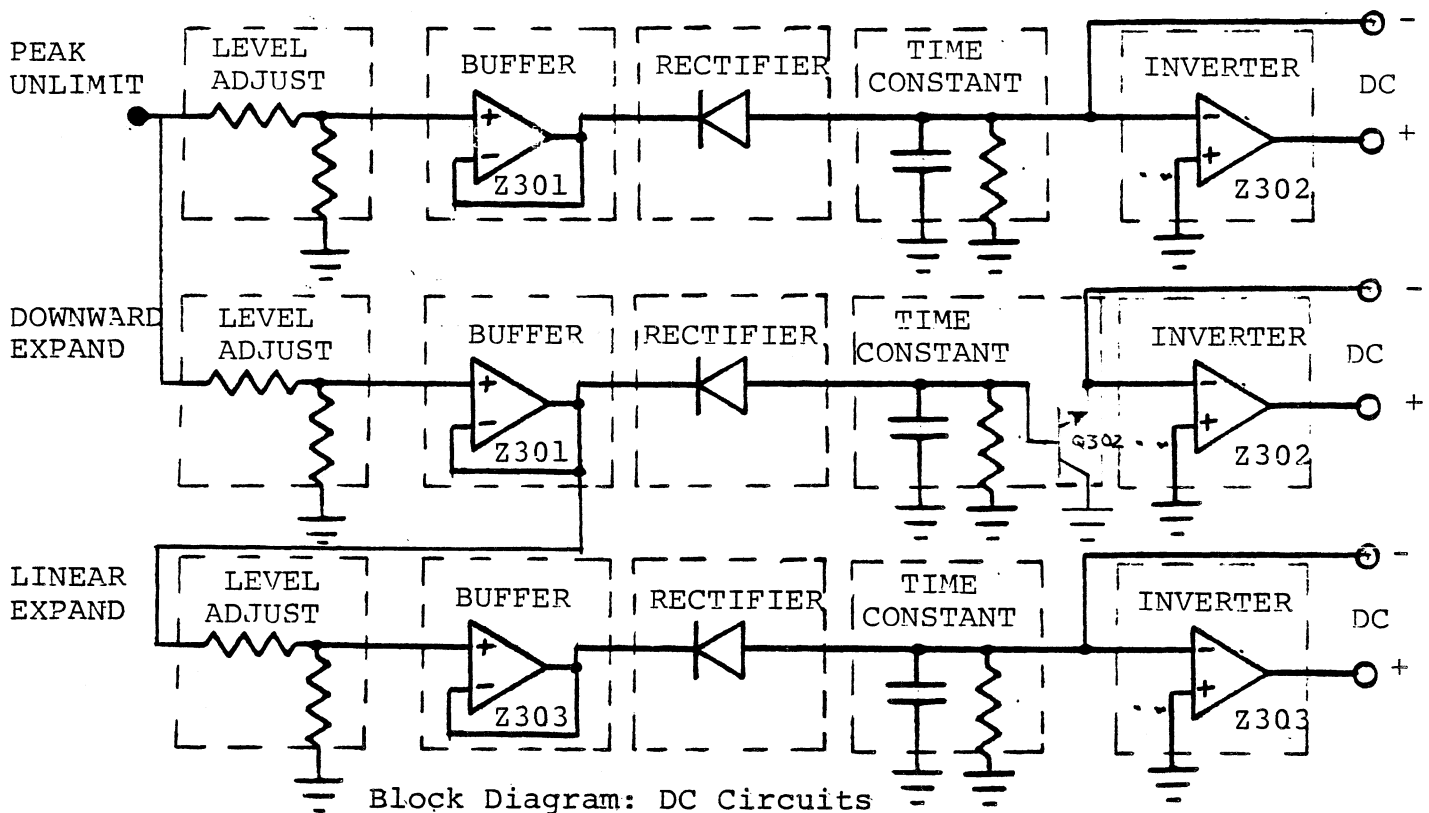 PEAK
UNLIMIT
LEVEL
ADJUST
BUFFER
+
-
Z301
RECTIFIER
TIME
CONSTANT
INVERTER
-
+
Z302
-
DC
+
DOWNWARD
EXPAND
LEVEL
ADJUST
BUFFER
+
-
Z301
RECTIFIER
TIME
CONSTANT
Q302
INVERTER
-
+
Z302
-
DC
+
LINEAR
EXPAND
LEVEL
ADJUST
BUFFER
+
-
Z303
RECTIFIER
TIME
CONSTANT
INVERTER
-
+
Z303
-
DC
+
Block Diagram: DC Circuits